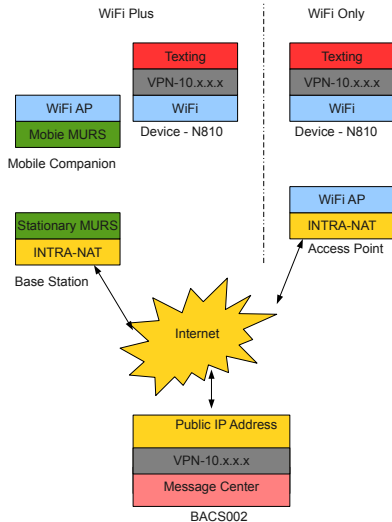 WiFi Plus
WiFi Only
Texting
VPN-10.x.x.x
WiFi
Device - N810
Texting
VPN-10.x.x.x
WiFi
Device - N810
WiFi AP
Mobie MURS
Mobile Companion
WiFi AP
INTRA-NAT
Access Point
Stationary MURS
INTRA-NAT
Base Station
Internet
Public IP Address
VPN-10.x.x.x
Message Center
BACS002